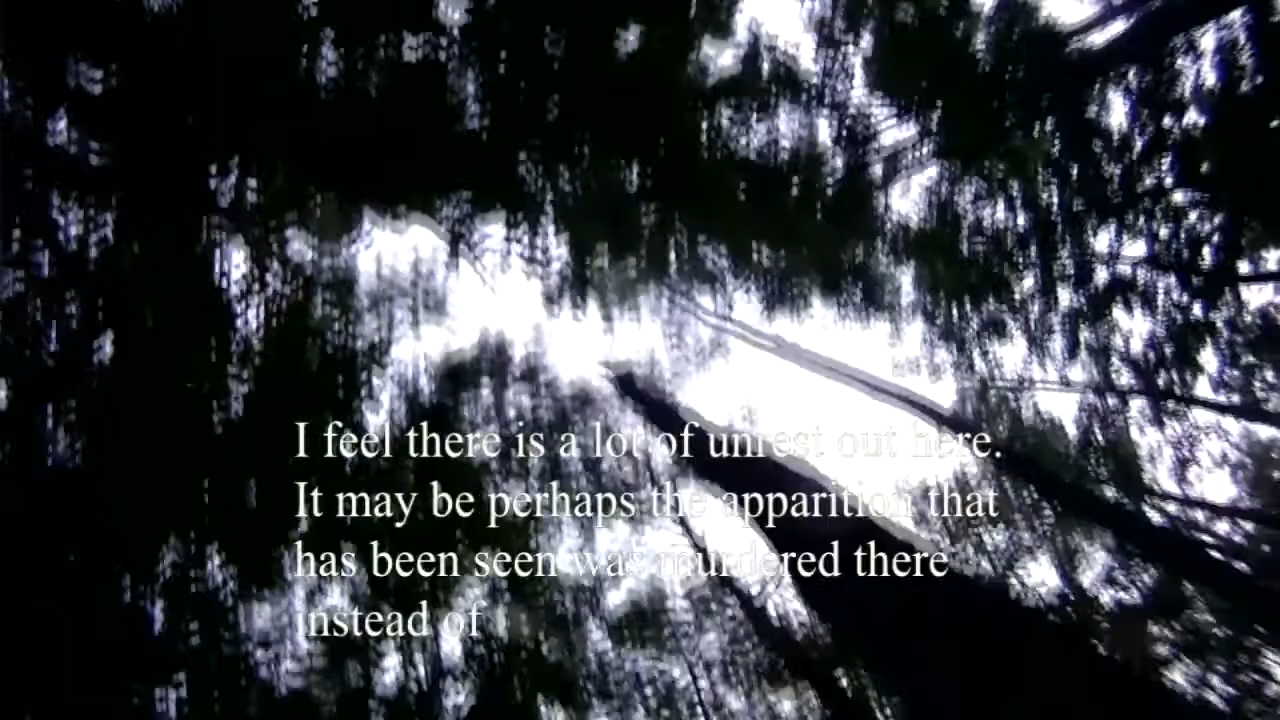 I feel there is a lot of unrest out here.
It may be perhaps the apparition that
has been seen was murdered there
instead of